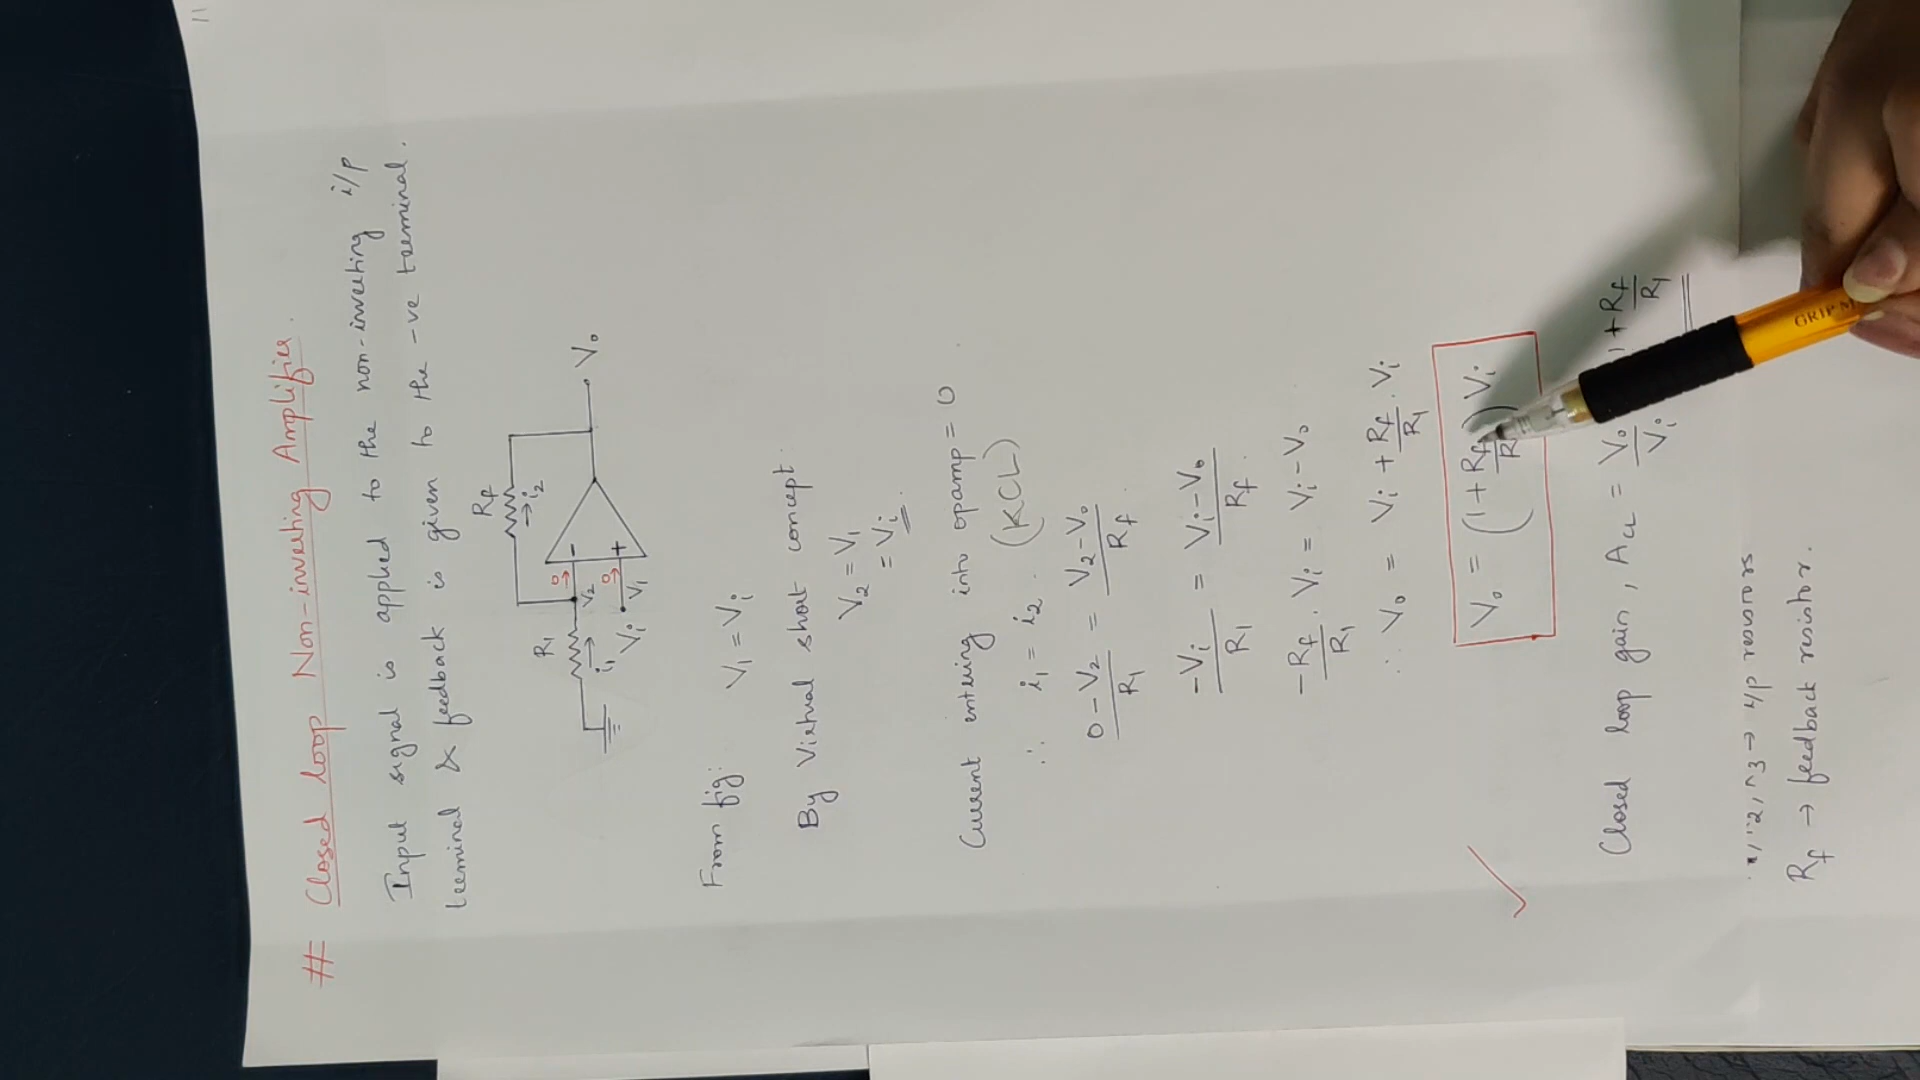 # Closed loop Non-inverting Amplifier.
Input signal is applied to the non-inverting i/p
terminal & feedback is given to the -ve terminal.
Rf
→ i2
R1
→ i1
0 →
V2
-
0 →
+
V1
Vi
Vo
From fig: V1 = Vi
By Virtual short concept.
V2 = V1
= Vi
Current entering into opamp = 0
∴ i1 = i2. (KCL)
(0 - V2)/R1 = (V2 - Vo)/Rf.
-Vi/R1 = (Vi - Vo)/Rf.
-Rf/R1 . Vi = Vi - Vo
∴ Vo = Vi + Rf/R1 . Vi
Vo = (1 + Rf/R) Vi
Closed loop gain, ACL = Vo/Vi 1 + Rf/R1
→ i/p resistors
Rf → feedback resistor.
GRIP